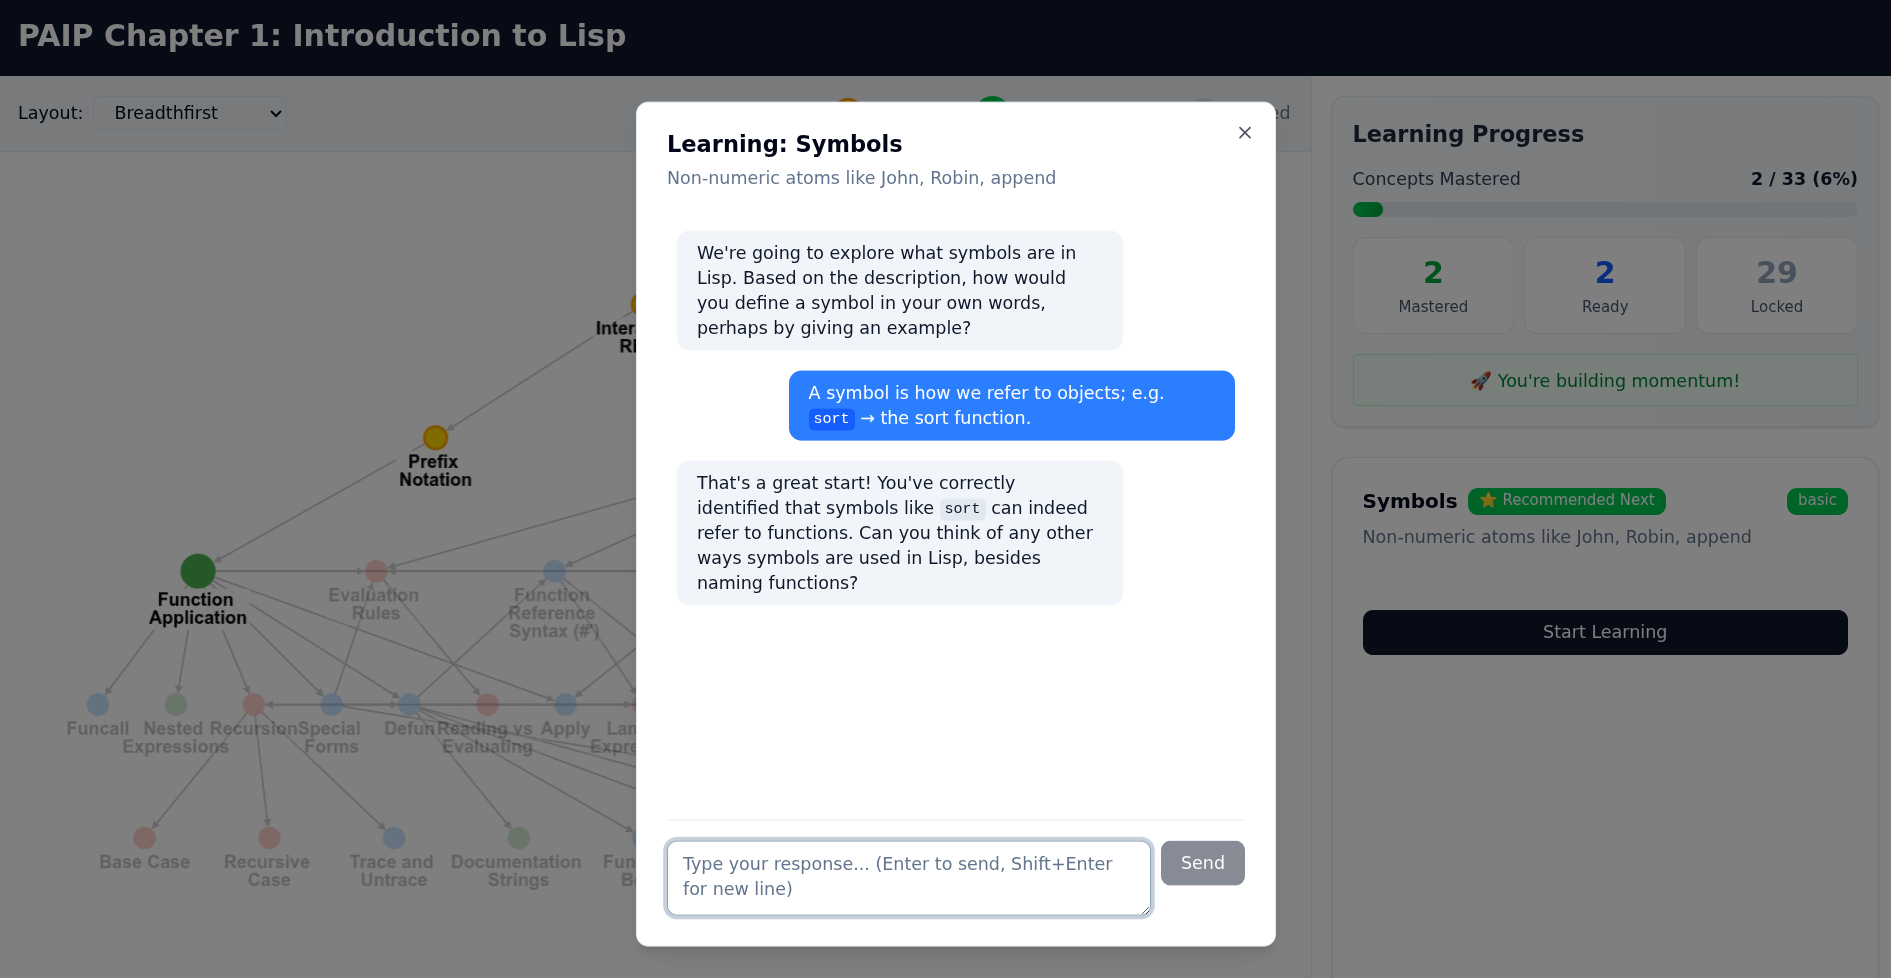 PAIP Chapter 1: Introduction to Lisp
Layout:
Breadthfirst
ed
Inter
RE
Prefix
Notation
Function
Application
Evaluation
Rules
Function
Reference
Syntax (#')
Funcall
Nested
Expressions
Recursion
Special
Forms
Defun
Reading vs
Evaluating
Apply
Lam
Expre
Base Case
Recursive
Case
Trace and
Untrace
Documentation
Strings
Fun
B
Learning: Symbols
Non-numeric atoms like John, Robin, append
We're going to explore what symbols are in
Lisp. Based on the description, how would
you define a symbol in your own words,
perhaps by giving an example?
A symbol is how we refer to objects; e.g.
sort → the sort function.
That's a great start! You've correctly
identified that symbols like sort can indeed
refer to functions. Can you think of any other
ways symbols are used in Lisp, besides
naming functions?
Type your response... (Enter to send, Shift+Enter
for new line)
Send
Learning Progress
Concepts Mastered 2 / 33 (6%)
2
Mastered
2
Ready
29
Locked
🚀 You're building momentum!
Symbols ⭐ Recommended Next basic
Non-numeric atoms like John, Robin, append
Start Learning